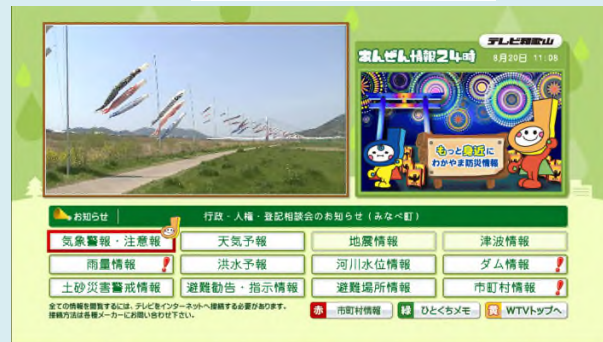 テレビ和歌山
あんぜん情報24時
8月20日 11:08
もっと身近に
わかやま防災情報
お知らせ
行政・人権・登記相談会のお知らせ(みなべ町)
気象警報・注意報
天気予報
地震情報
津波情報
雨量情報
洪水予報
河川水位情報
ダム情報
土砂災害警戒情報
避難勧告・指示情報
避難場所情報
市町村情報
全ての情報を閲覧するには、テレビをインターネットへ接続する必要があります。
接続方法は各種メーカーにお問い合わせ下さい。
赤 市町村情報 緑 ひとくちメモ 黄 WTVトップへ